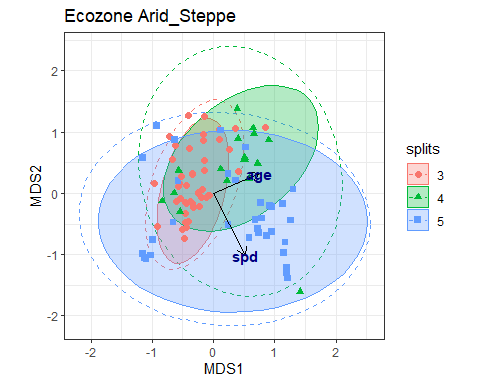 Ecozone Arid_Steppe
MDS2
2
1
0
-1
-2
age
spd
-2
-1
0
1
2
MDS1
splits
3
4
5